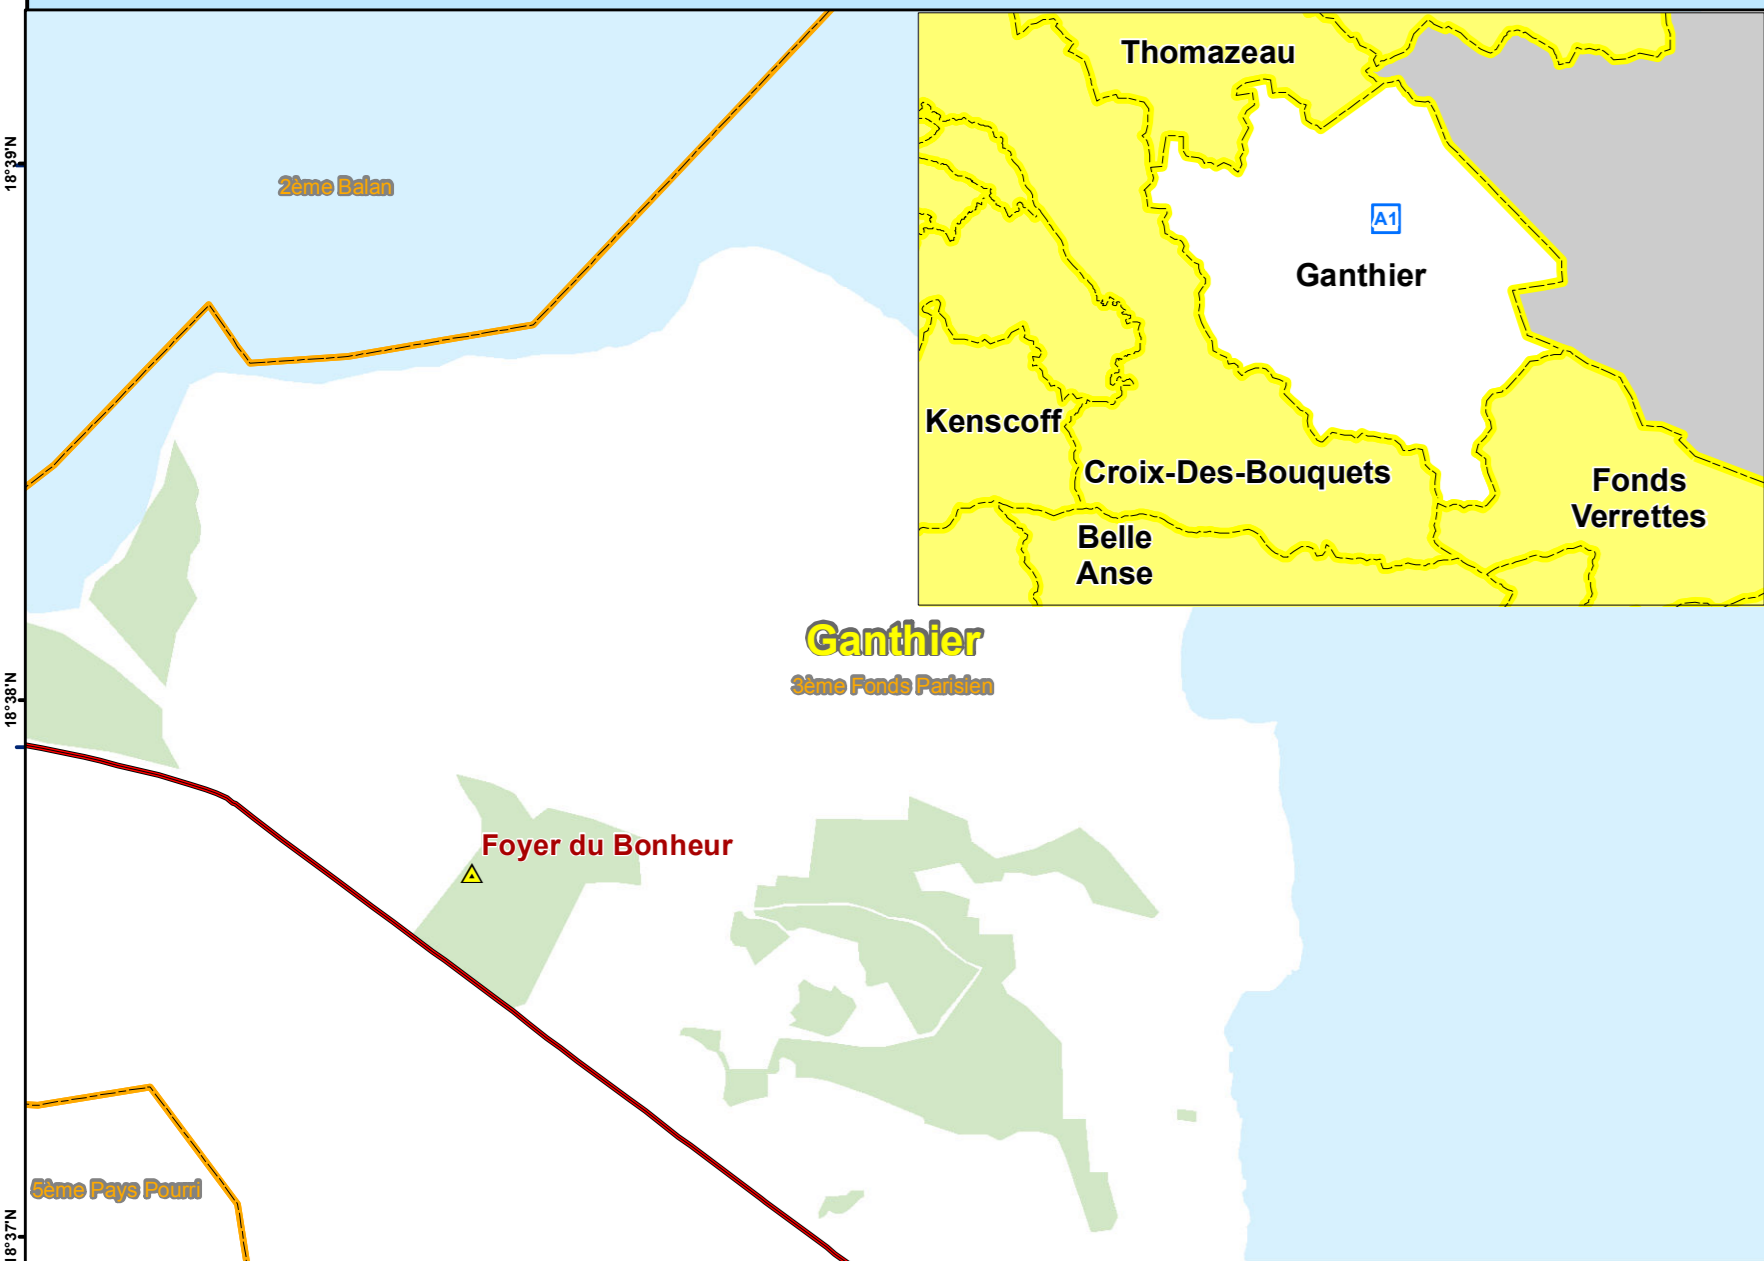 Thomazeau
18°39'N
2ème Balan
A1
Ganthier
Kenscoff
Croix-Des-Bouquets
Fonds
Verrettes
Belle
Anse
Ganthier
3ème Fonds Parisien
18°38'N
Foyer du Bonheur
5ème Pays Pourri
18°37'N